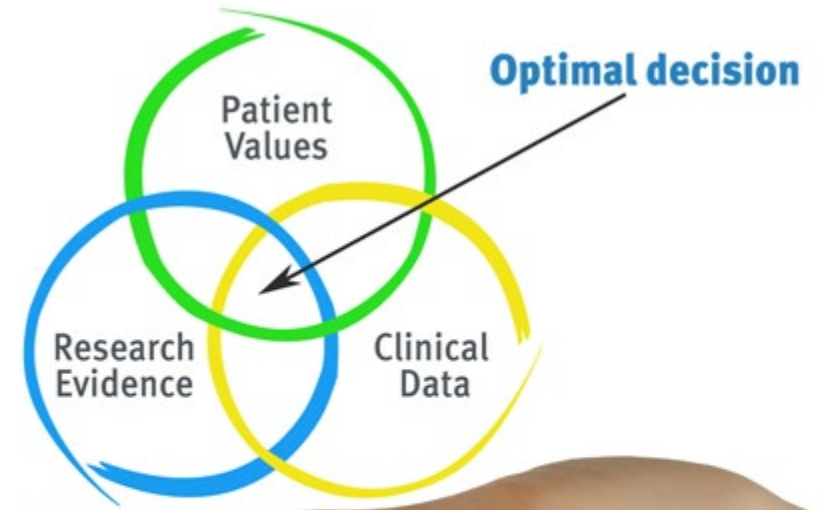 Optimal decision
Patient
Values
Research
Evidence
Clinical
Data